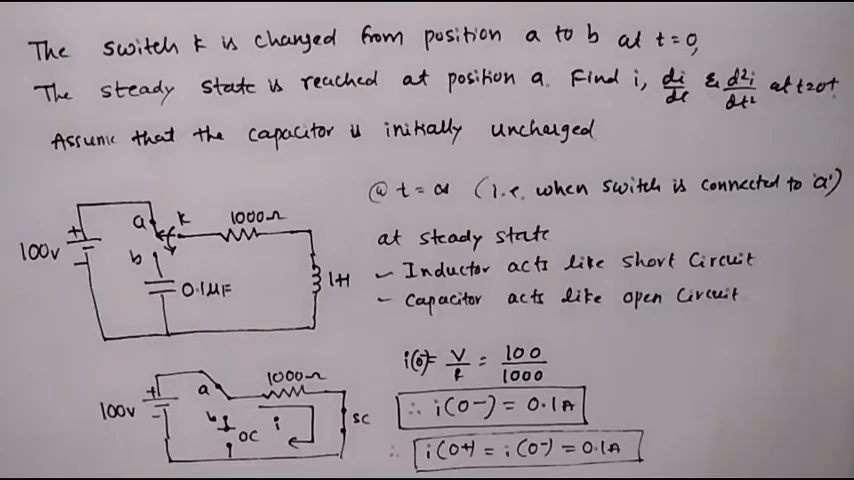 The switch k is changed from position a to b at t=0,
The steady state is reached at position a. Find i, di/dt & d²i/dt² at t=0+
Assume that the capacitor is initially uncharged
@ t = α (i.e. when switch is connected to 'a')
at steady state
- Inductor acts like short circuit
- capacitor acts like open circuit
a k 1000Ω
+
100V
b
0.1μF
1H
-
i(0-)= V/R = 100/1000
∴ i(0-) = 0.1A
∴ i(0+) = i(0-) = 0.1A
1000Ω
+ a
100V
- b
OC
i
SC